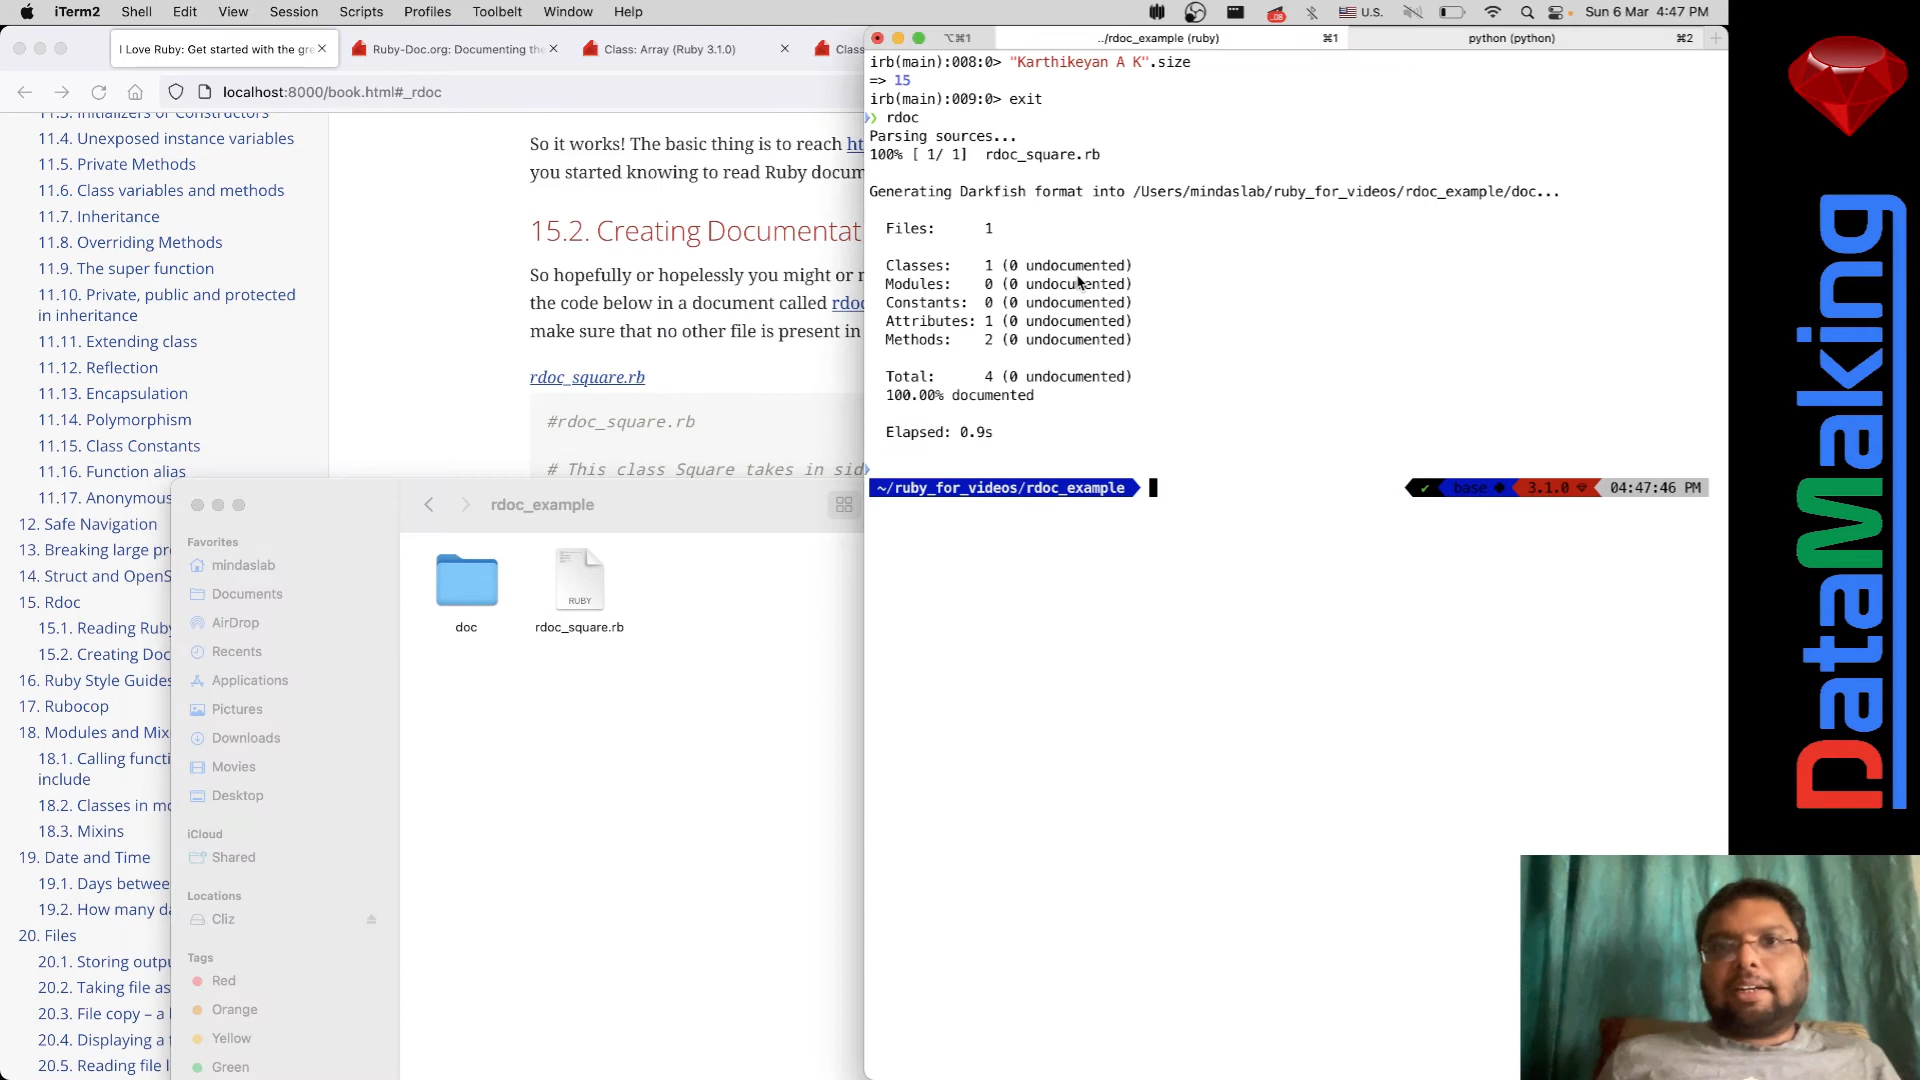 iTerm2 Shell Edit View Session Scripts Profiles Toolbelt Window Help
.08 U.S. Sun 6 Mar 4:47 PM
I Love Ruby: Get started with the gre
Ruby-Doc.org: Documenting the
Class: Array (Ruby 3.1.0)
Clas
localhost:8000/book.html#_rdoc
11.3. Initializers or Constructors
11.4. Unexposed instance variables
11.5. Private Methods
11.6. Class variables and methods
11.7. Inheritance
11.8. Overriding Methods
11.9. The super function
11.10. Private, public and protected
in inheritance
11.11. Extending class
11.12. Reflection
11.13. Encapsulation
11.14. Polymorphism
11.15. Class Constants
11.16. Function alias
11.17. Anonymous
12. Safe Navigation
13. Breaking large pr
14. Struct and OpenS
15. Rdoc
15.1. Reading Ruby
15.2. Creating Doc
16. Ruby Style Guides
17. Rubocop
18. Modules and Mix
18.1. Calling functi
include
18.2. Classes in mo
18.3. Mixins
19. Date and Time
19.1. Days betwee
19.2. How many da
20. Files
20.1. Storing outpu
20.2. Taking file as
20.3. File copy – a l
20.4. Displaying a f
20.5. Reading file l
So it works! The basic thing is to reach ht
you started knowing to read Ruby docum
15.2. Creating Documentat
So hopefully or hopelessly you might or n
the code below in a document called rdoc
make sure that no other file is present in
rdoc_square.rb
#rdoc_square.rb
# This class Square takes in sid
rdoc_example
Favorites
mindaslab
Documents
AirDrop
Recents
Applications
Pictures
Downloads
Movies
Desktop
iCloud
Shared
Locations
Cliz
Tags
Red
Orange
Yellow
Green
RUBY
doc
rdoc_square.rb
⌥⌘1 ../rdoc_example (ruby) ⌘1 python (python) ⌘2
irb(main):008:0> "Karthikeyan A K".size
=> 15
irb(main):009:0> exit
rdoc
Parsing sources...
100% [ 1/ 1]  rdoc_square.rb
Generating Darkfish format into /Users/mindaslab/ruby_for_videos/rdoc_example/doc...
Files:      1
Classes:    1 (0 undocumented)
Modules:    0 (0 undocumented)
Constants:  0 (0 undocumented)
Attributes: 1 (0 undocumented)
Methods:    2 (0 undocumented)
Total:      4 (0 undocumented)
100.00% documented
Elapsed: 0.9s
~/ruby_for_videos/rdoc_example
✔ base 3.1.0 04:47:46 PM
DataMaking